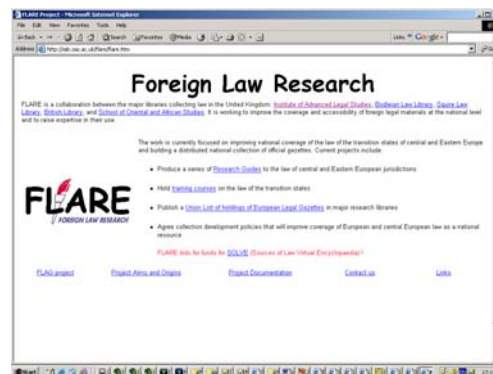 FLARE Project - Microsoft Internet Explorer
File Edit View Favorites Tools Help
Back Search Favorites Media Links Google
Address
Foreign Law Research
FLARE is a collaboration between the major libraries collecting law in the United Kingdom: Institute of Advanced Legal Studies, Bodleian Law Library, Squire Law
Library, British Library, and School of Oriental and African Studies. It is working to improve the coverage and accessibility of foreign legal materials at the national level
and to raise expertise in their use.
The work is currently focused on improving national coverage of the law of the transition states of central and Eastern Europe
and building a distributed national collection of official gazettes. Current projects include:
Produce a series of Research Guides to the law of central and Eastern European jurisdictions
Hold training courses on the law of the transition states
Publish a Union List of holdings of European Legal Gazettes in major research libraries
Agree collection development policies that will improve coverage of European and central European law as a national
resource
FLARE
FOREIGN LAW RESEARCH
FLARE bids for funds for SOLVE (Sources of Law Virtual Encyclopaedia) !
FLAG project Project Aims and Origins Project Documentation Contact us Links
Start